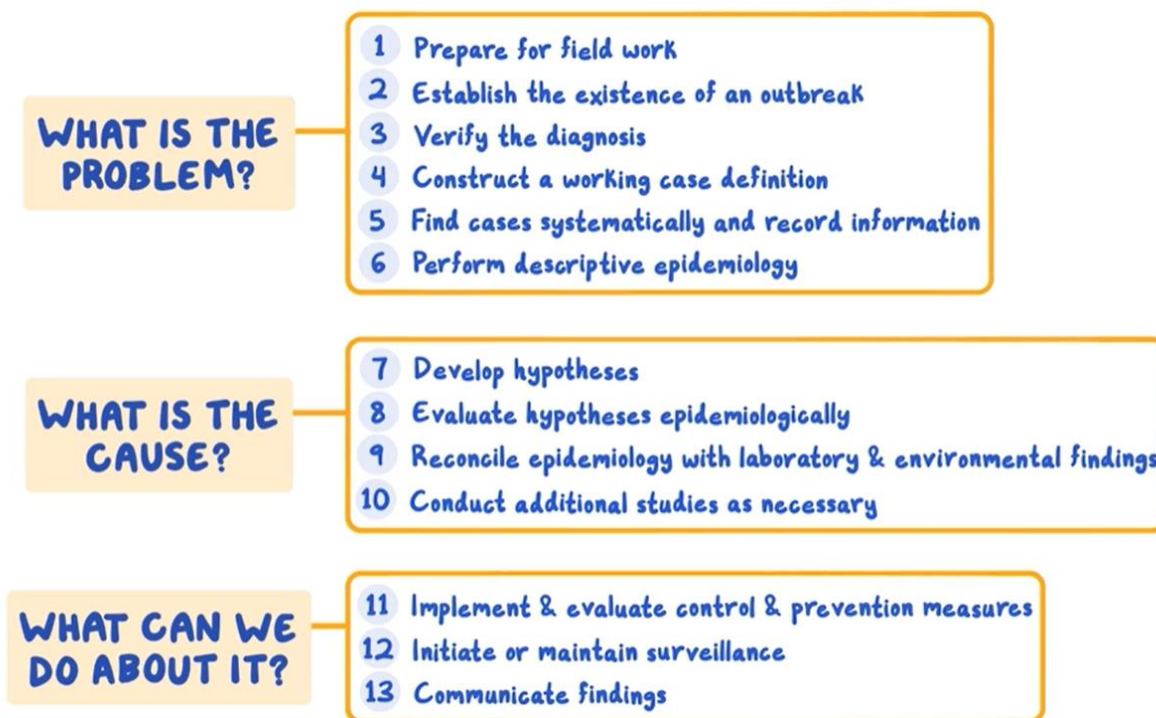 WHAT IS THE
PROBLEM?
1 Prepare for field work
2 Establish the existence of an outbreak
3 Verify the diagnosis
4 Construct a working case definition
5 Find cases systematically and record information
6 Perform descriptive epidemiology
WHAT IS THE
CAUSE?
7 Develop hypotheses
8 Evaluate hypotheses epidemiologically
9 Reconcile epidemiology with laboratory & environmental findings
10 Conduct additional studies as necessary
WHAT CAN WE
DO ABOUT IT?
11 Implement & evaluate control & prevention measures
12 Initiate or maintain surveillance
13 Communicate findings